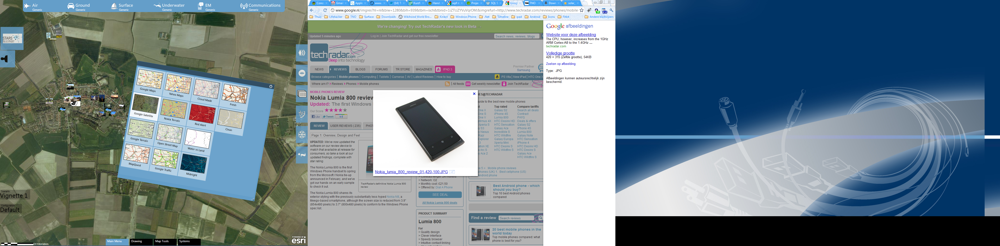 Air
Generic
Ground
Generic
Surface
Generic
Underwater
Generic
EM
Generic
Communications
Generic
STARS
Google Maps
Yahoo Maps
Cloud Made
Fresh
Google Satellite
Nokia Terrain
Red Alert
Clean
Google Terrain
Open Street Map
Water vs Land
MapQuest
Google Traffic
Midnight
Scenario
Vignette 1
Configuration
Default
0.4 Kilometers
Main Menu
Drawing
Map Tools
Systems
POWERED BY
esri
Conc
Gmail
Apple
www.
(14) T
Kurzfi
Hand
wpf n
Proje
SQL S
Goog
TNO
Down
solar_
www.google.nl/imgres?hl=nl&biw=1280&bih=939&tbm=isch&tbnid=1iZTUZYVuVqrOM:&imgrefurl=http://www.techradar.com/reviews/phones/mobile-
Thuis
Lifehacker
TNO
Surface
Downloads
Wikihood World Bro...
Kinect
Windows Phone
.Net
Timeline
ipad
Android
Icons
Fitbit
Andere bladwijzers
We're changing! Try out TechRadar's new look in Beta
Updated 5 minutes ago
Log in | Join TechRadar and get our free newsletter
Search news, reviews, blogs
techradar.com
Deep into technology
NEWS
REVIEWS
BLOGS
FORUMS
TR STORE
MAGAZINES
IPAD 3
Premier Partner
Samsung
Browse categories | Mobile phones | Computing | Tablets | Cameras | AV | Latest Reviews | How to buy
PS Vita | New iPad | HTC One X
Where am I? Reviews Phones Mobile phones
All feeds
Get weekly newsletter
Join TechRadar
MOBILE PHONES REVIEW
Nokia Lumia 800 review
Updated: The first Windows
Our Score
Like
Tweet
+1
REVIEW
USER REVIEWS ( 235)
PHOT
Page 1: Overview, Design and Feel
UPDATED: We've now updated the
software on our review device to
match that available at release for
consumers, so take a look at our
updated findings, complete with
star rating.
The Nokia Lumia 800 is the first
Windows Phone handset to spring
from the Microsoft / Nokia tie-up
announced in February, and we've
got our hands on an early sample
to check it out.
TechRadar's definitive Nokia Lumia 800
review
The Nokia Lumia 800 shares its
exterior styling with the previously substantially less hyped Nokia N9, a
Meego-based smartphone, although the screen size is reduced from 3.9"
(854x480 pixels) to 3.7" (800x480 pixels) to conform to the Windows Phone
spec list.
NOKIA
Nokia_lumia_800_review_01-420-100.JPG
+1
> Contract length: 24 months
> Network: O2
> Monthly cost: £21.50
> Offered by: Dial A Phone
SEE DEAL
All Nokia Lumia 800 deals
PRODUCT SUMMARY
Lumia 800
For
> Quality design
> Clever interface
> Speedy browser
> Intuitive contact linking
NES@TECHRADAR
uide to the best new mobile phones
st
Top rated
Compare tariffs
One X
Galaxy S2
Search all deals
One S
iPhone 4S
Contract
One V
Lumia 800
PAYG
ptimus 4X
HTC Desire HD
Deals & offers
Xperia S
HTC Sensation
Galaxy S2
y S3
Galaxy Ace
iPhone 4S
y Nexus
Incredible S
Lumia 800
Razr
HTC Wildfire
Galaxy Note
Explorer
Galaxy Europa
HTC Sensation
3
Xperia Mini
iPhone 4
ation XE
HTC Desire S
HTC Desire HD
a Arc S
HTC Wildfire S
HTC Desire S
y Ace 2
Galaxy Ace
HTC Wildfire S
e 5 = Mobile phone reviews
phones (UK) 1. Best cellphone (US)
Android phone
Best Android phone - which
should you buy?
Top 10 best Android phones
compared
Find a review
Search reviews
20 best mobile phones in the
world today
Top mobile phones compared: what
phone is best for you?
Google afbeeldingen
Website voor deze afbeelding
The CPU, however, increases from the 1GHz
ARM Cortex-A8 to the 1.4GHz ...
techradar.com
Volledige grootte
420 × 315 (Zelfde grootte), 54KB
Zoeken op afbeelding
Type: JPG
Afbeeldingen kunnen auteursrechtelijk zijn
beschermd.